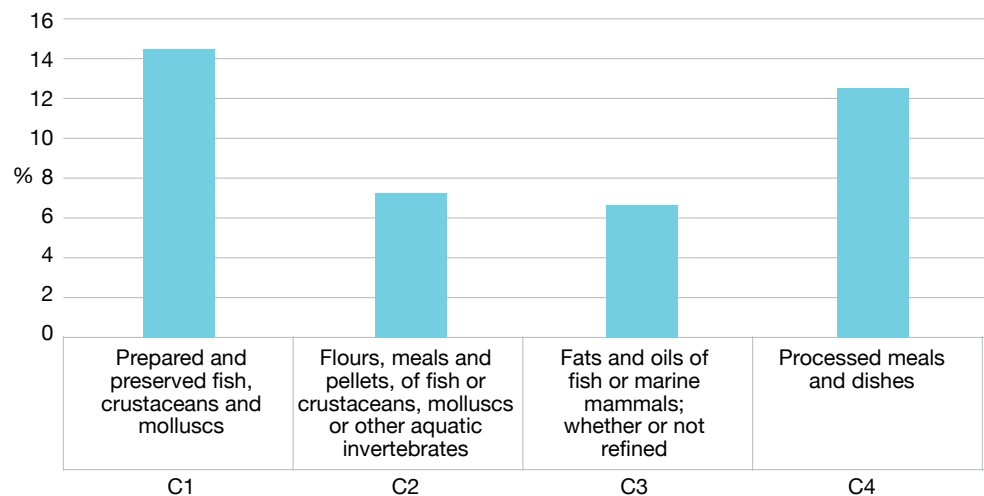 16
14
12
10
% 8
6
4
2
0
Prepared and
preserved fish,
crustaceans and
molluscs
Flours, meals and
pellets, of fish or
crustaceans, molluscs
or other aquatic
invertebrates
Fats and oils of
fish or marine
mammals;
whether or not
refined
Processed meals
and dishes
C1
C2
C3
C4